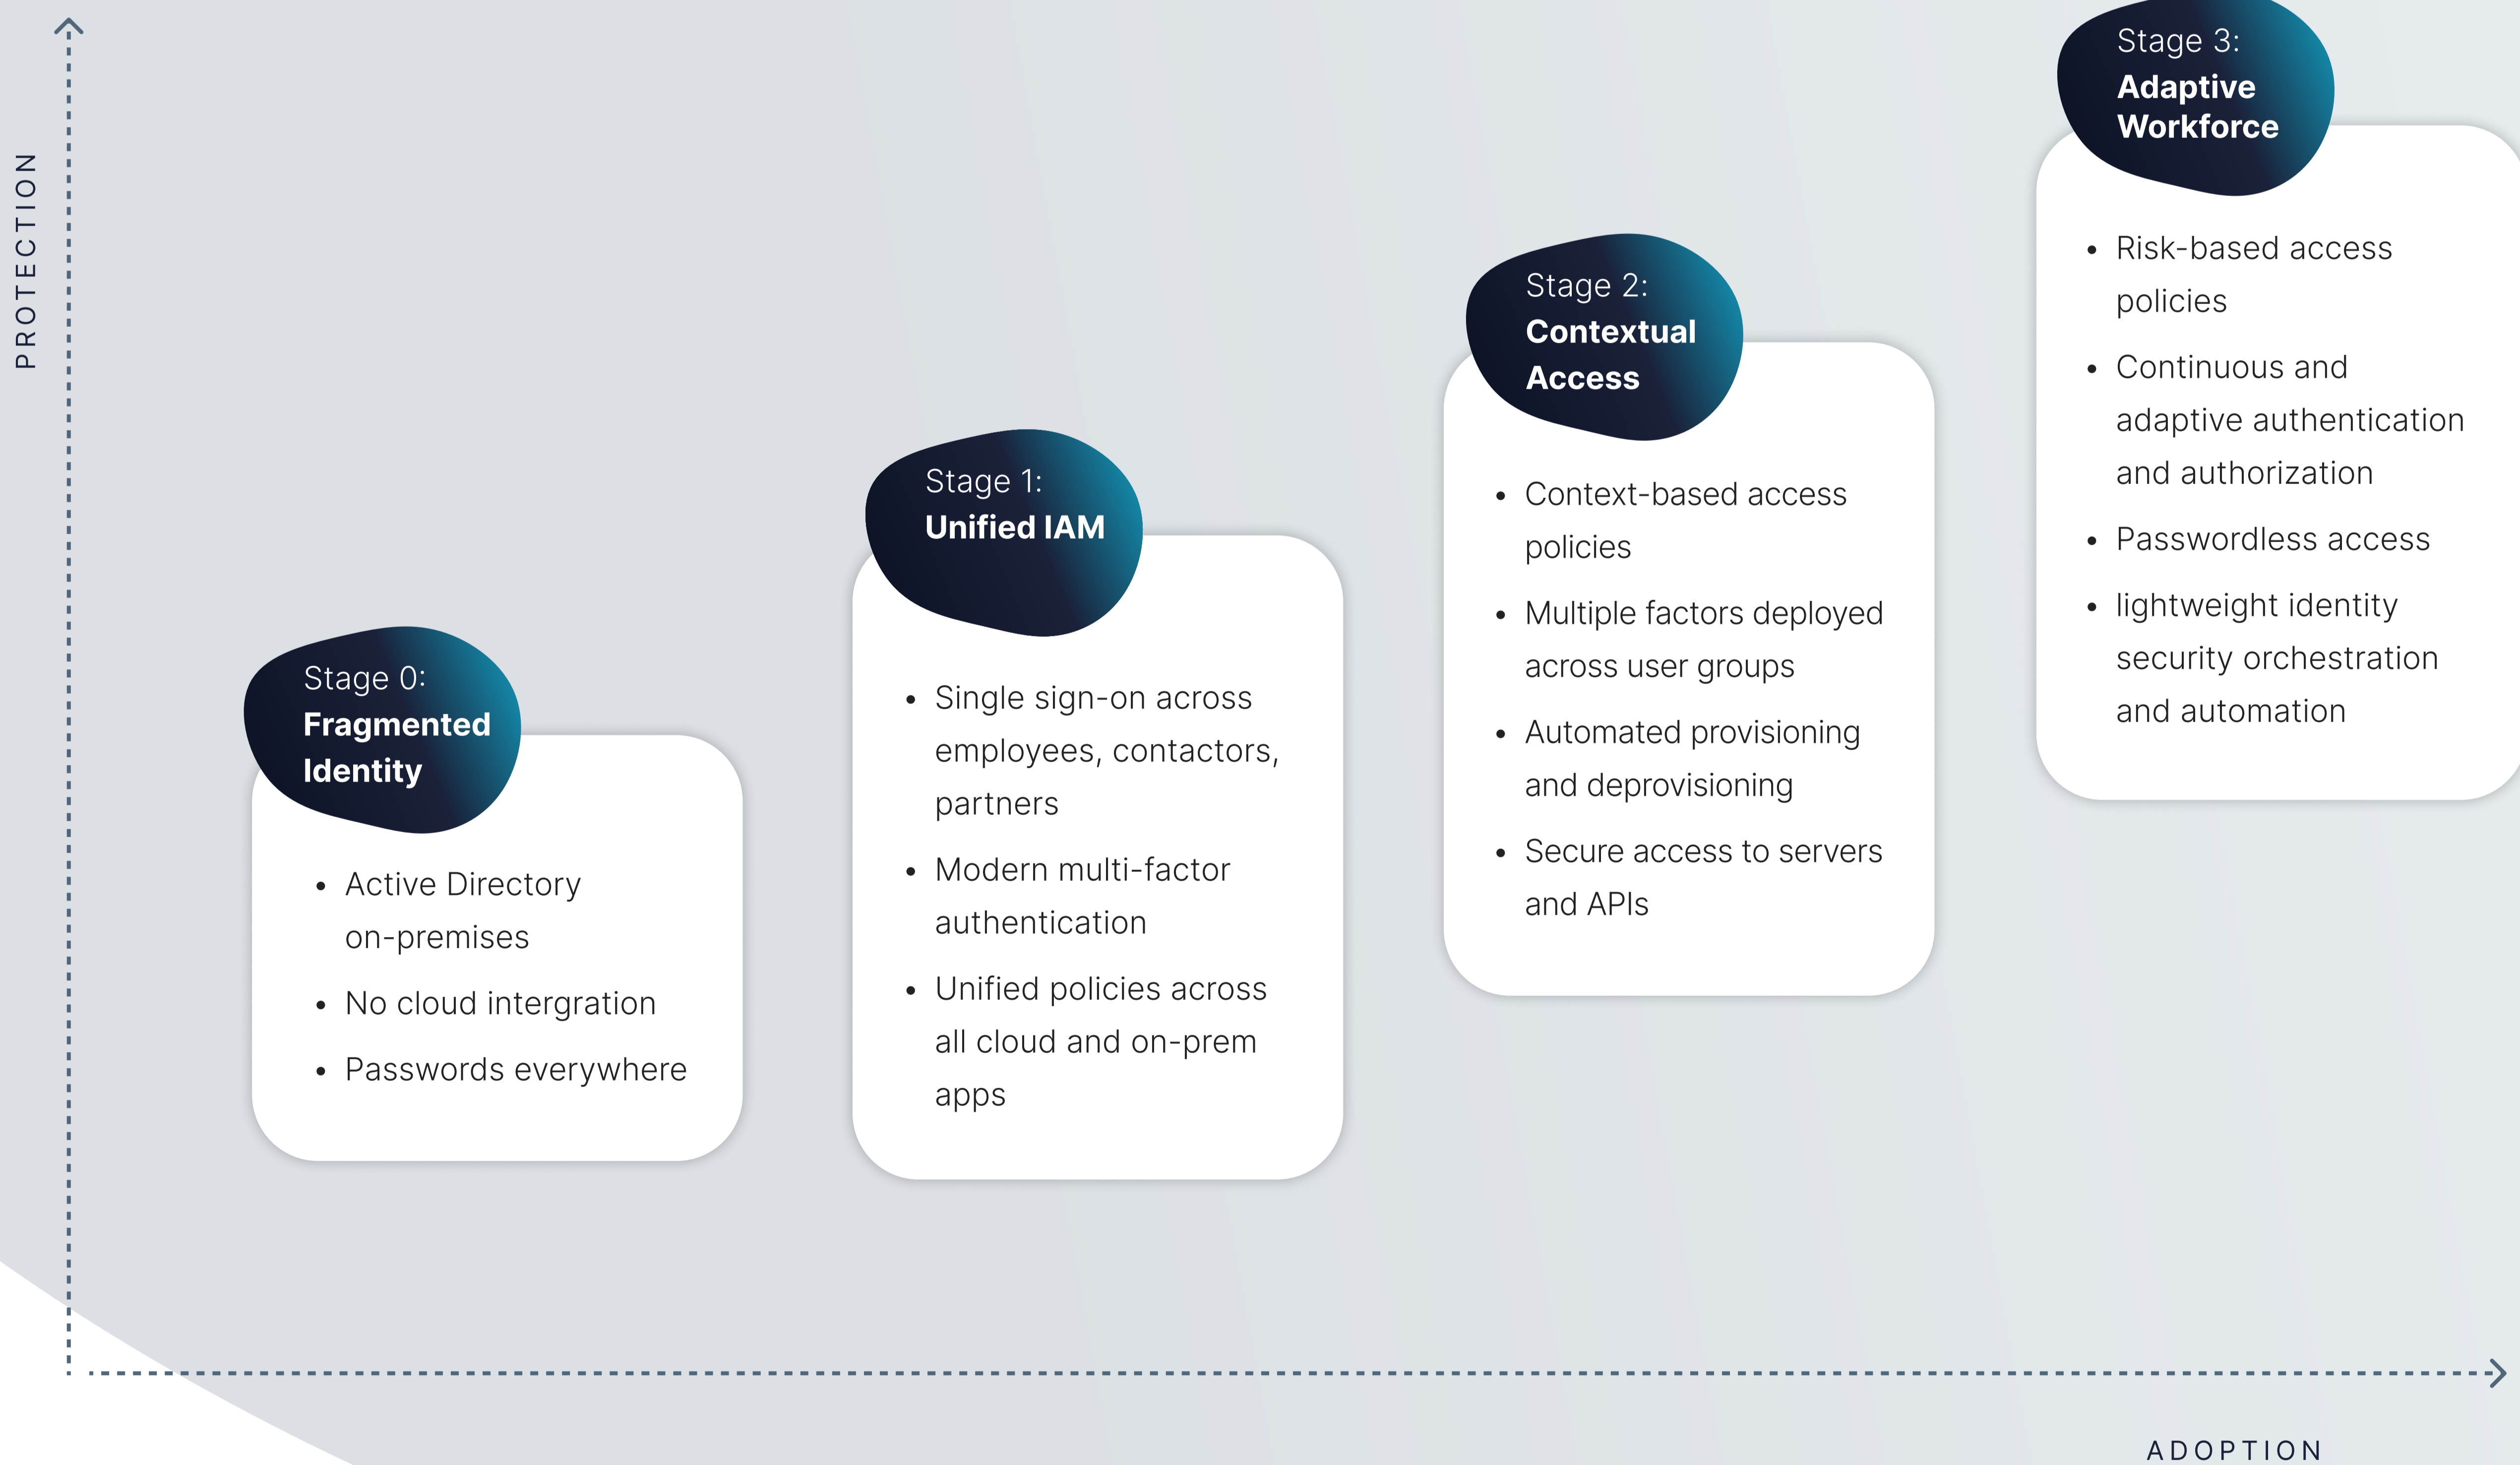 PROTECTION
Stage 0:
Fragmented
Identity
• Active Directory
on-premises
• No cloud intergration
• Passwords everywhere
Stage 1:
Unified IAM
• Single sign-on across
employees, contactors,
partners
• Modern multi-factor
authentication
• Unified policies across
all cloud and on-prem
apps
Stage 2:
Contextual
Access
• Context-based access
policies
• Multiple factors deployed
across user groups
• Automated provisioning
and deprovisioning
• Secure access to servers
and APIs
Stage 3:
Adaptive
Workforce
• Risk-based access
policies
• Continuous and
adaptive authentication
and authorization
• Passwordless access
• lightweight identity
security orchestration
and automation
ADOPTION